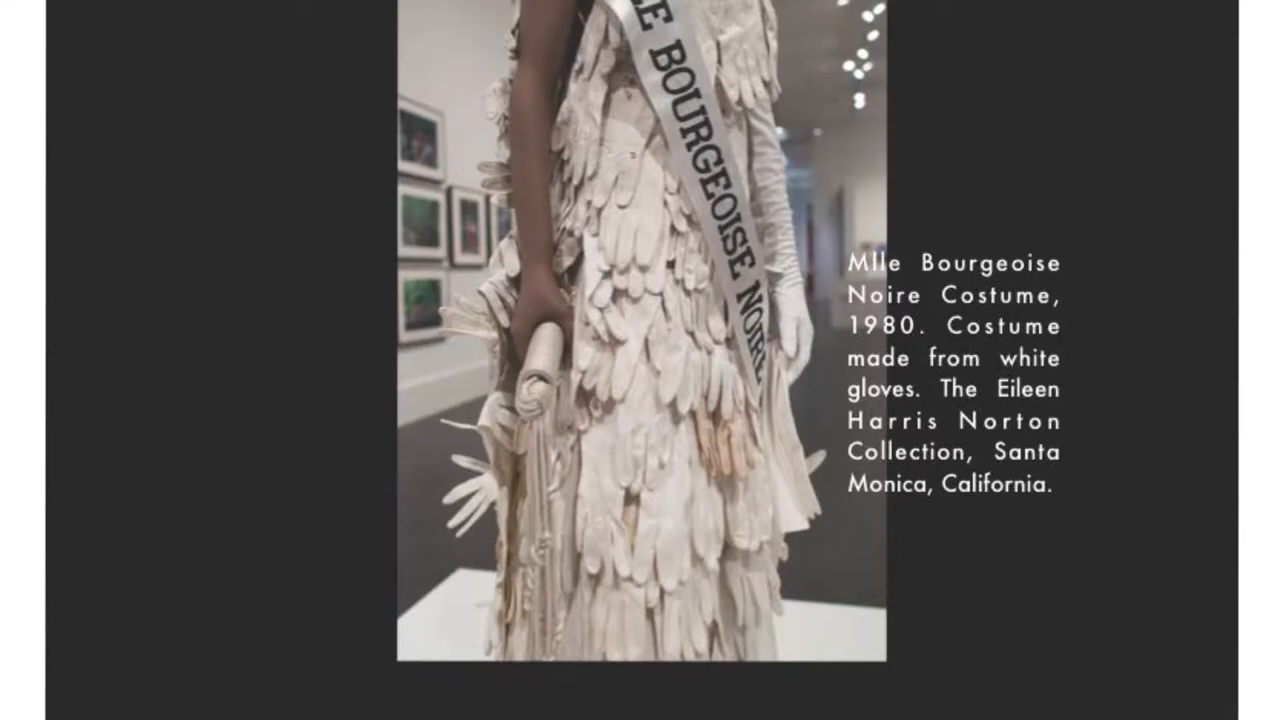 LE BOURGEOISE NOIRE
Mlle Bourgeoise
Noire Costume,
1980. Costume
made from white
gloves. The Eileen
Harris Norton
Collection, Santa
Monica, California.